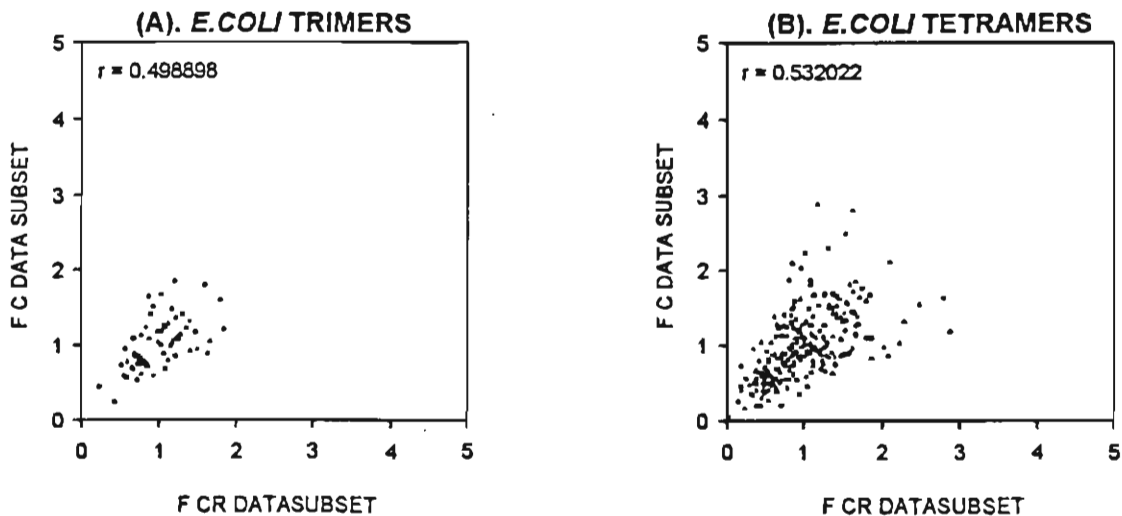 (A). E.COLI TRIMERS
r = 0.498898
5
4
3
2
1
0
F C DATA SUBSET
0 1 2 3 4 5
F CR DATASUBSET
(B). E.COLI TETRAMERS
r = 0.532022
5
4
3
2
1
0
F C DATA SUBSET
0 1 2 3 4 5
F CR DATASUBSET